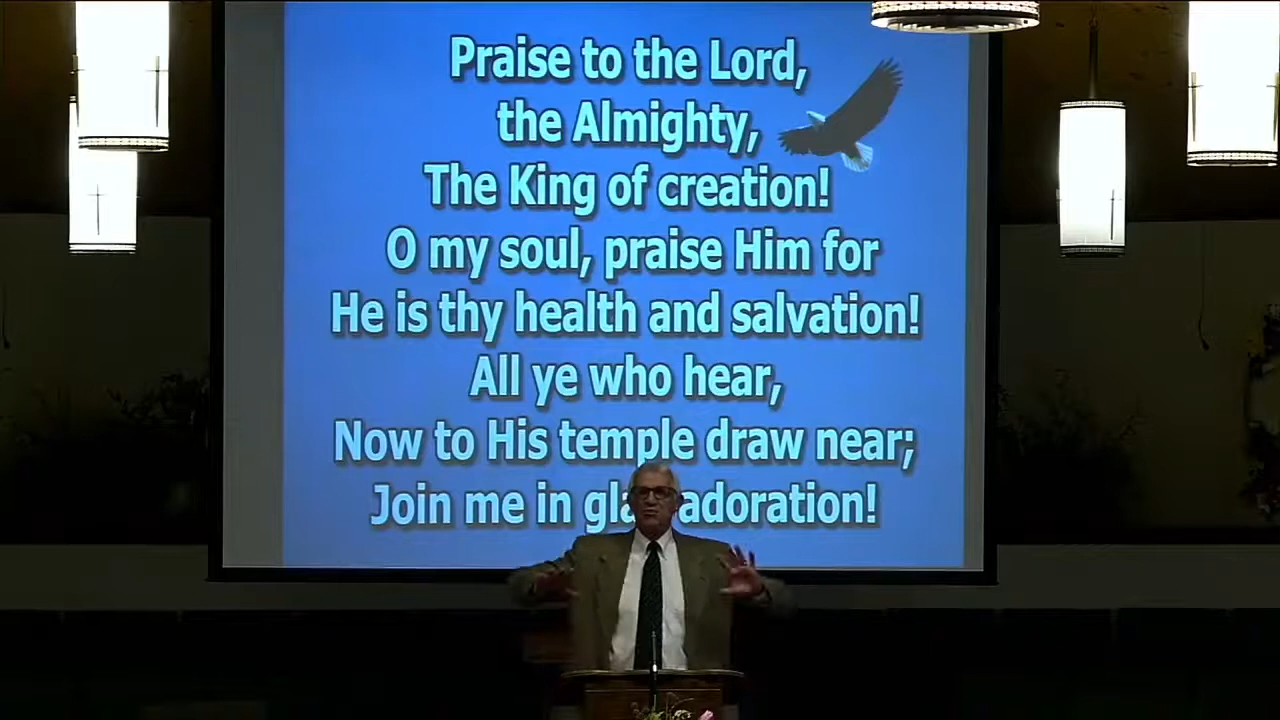 Praise to the Lord,
the Almighty,
The King of creation!
O my soul, praise Him for
He is thy health and salvation!
All ye who hear,
Now to His temple draw near;
Join me in adoration!